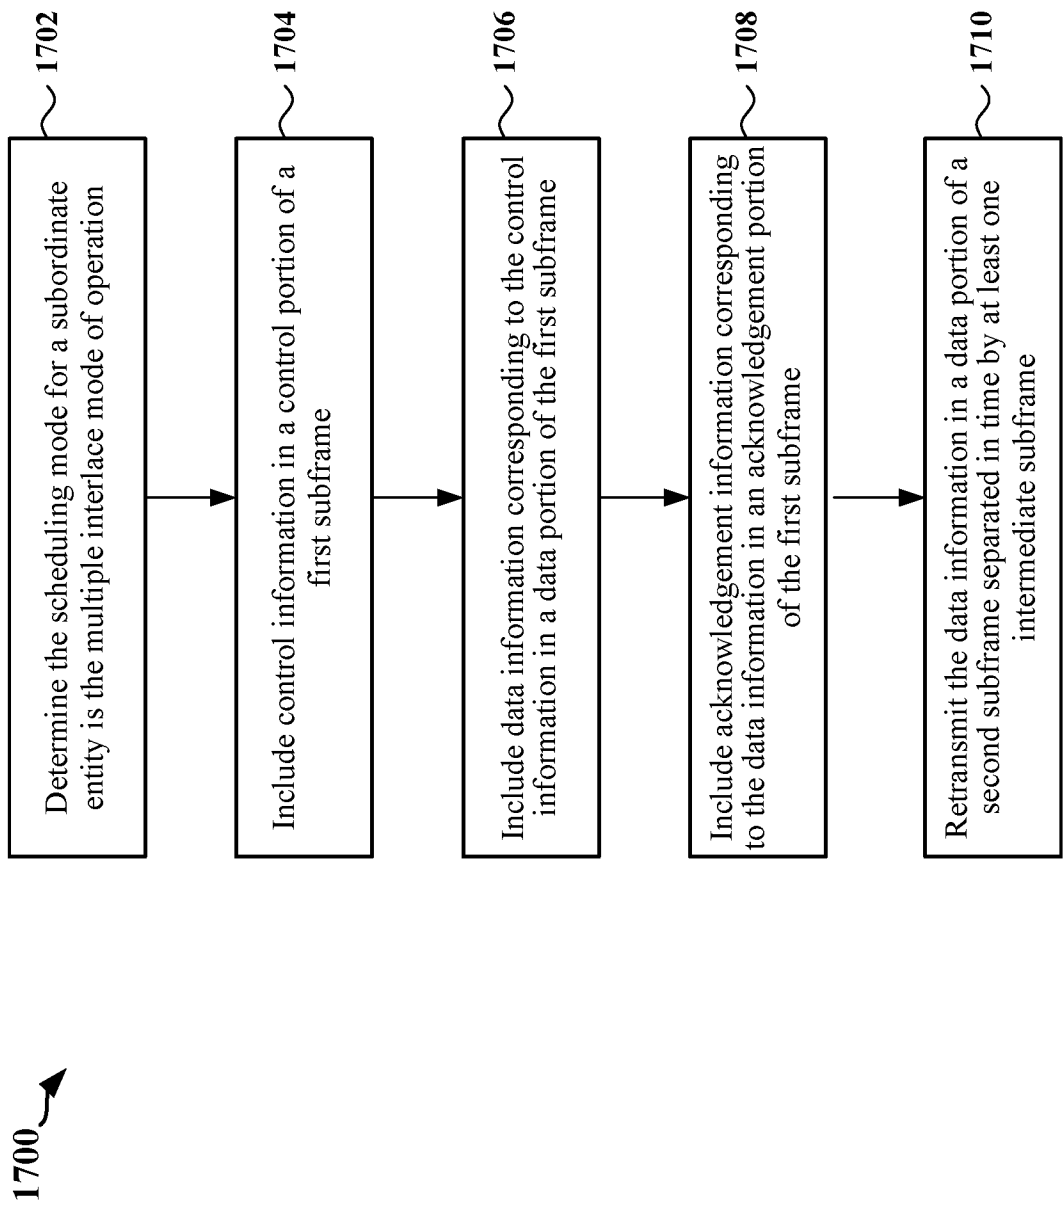 1700
1702
Determine the scheduling mode for a subordinate
entity is the multiple interlace mode of operation
1704
Include control information in a control portion of a
first subframe
1706
Include data information corresponding to the control
information in a data portion of the first subframe
1708
Include acknowledgement information corresponding
to the data information in an acknowledgement portion
of the first subframe
1710
Retransmit the data information in a data portion of a
second subframe separated in time by at least one
intermediate subframe